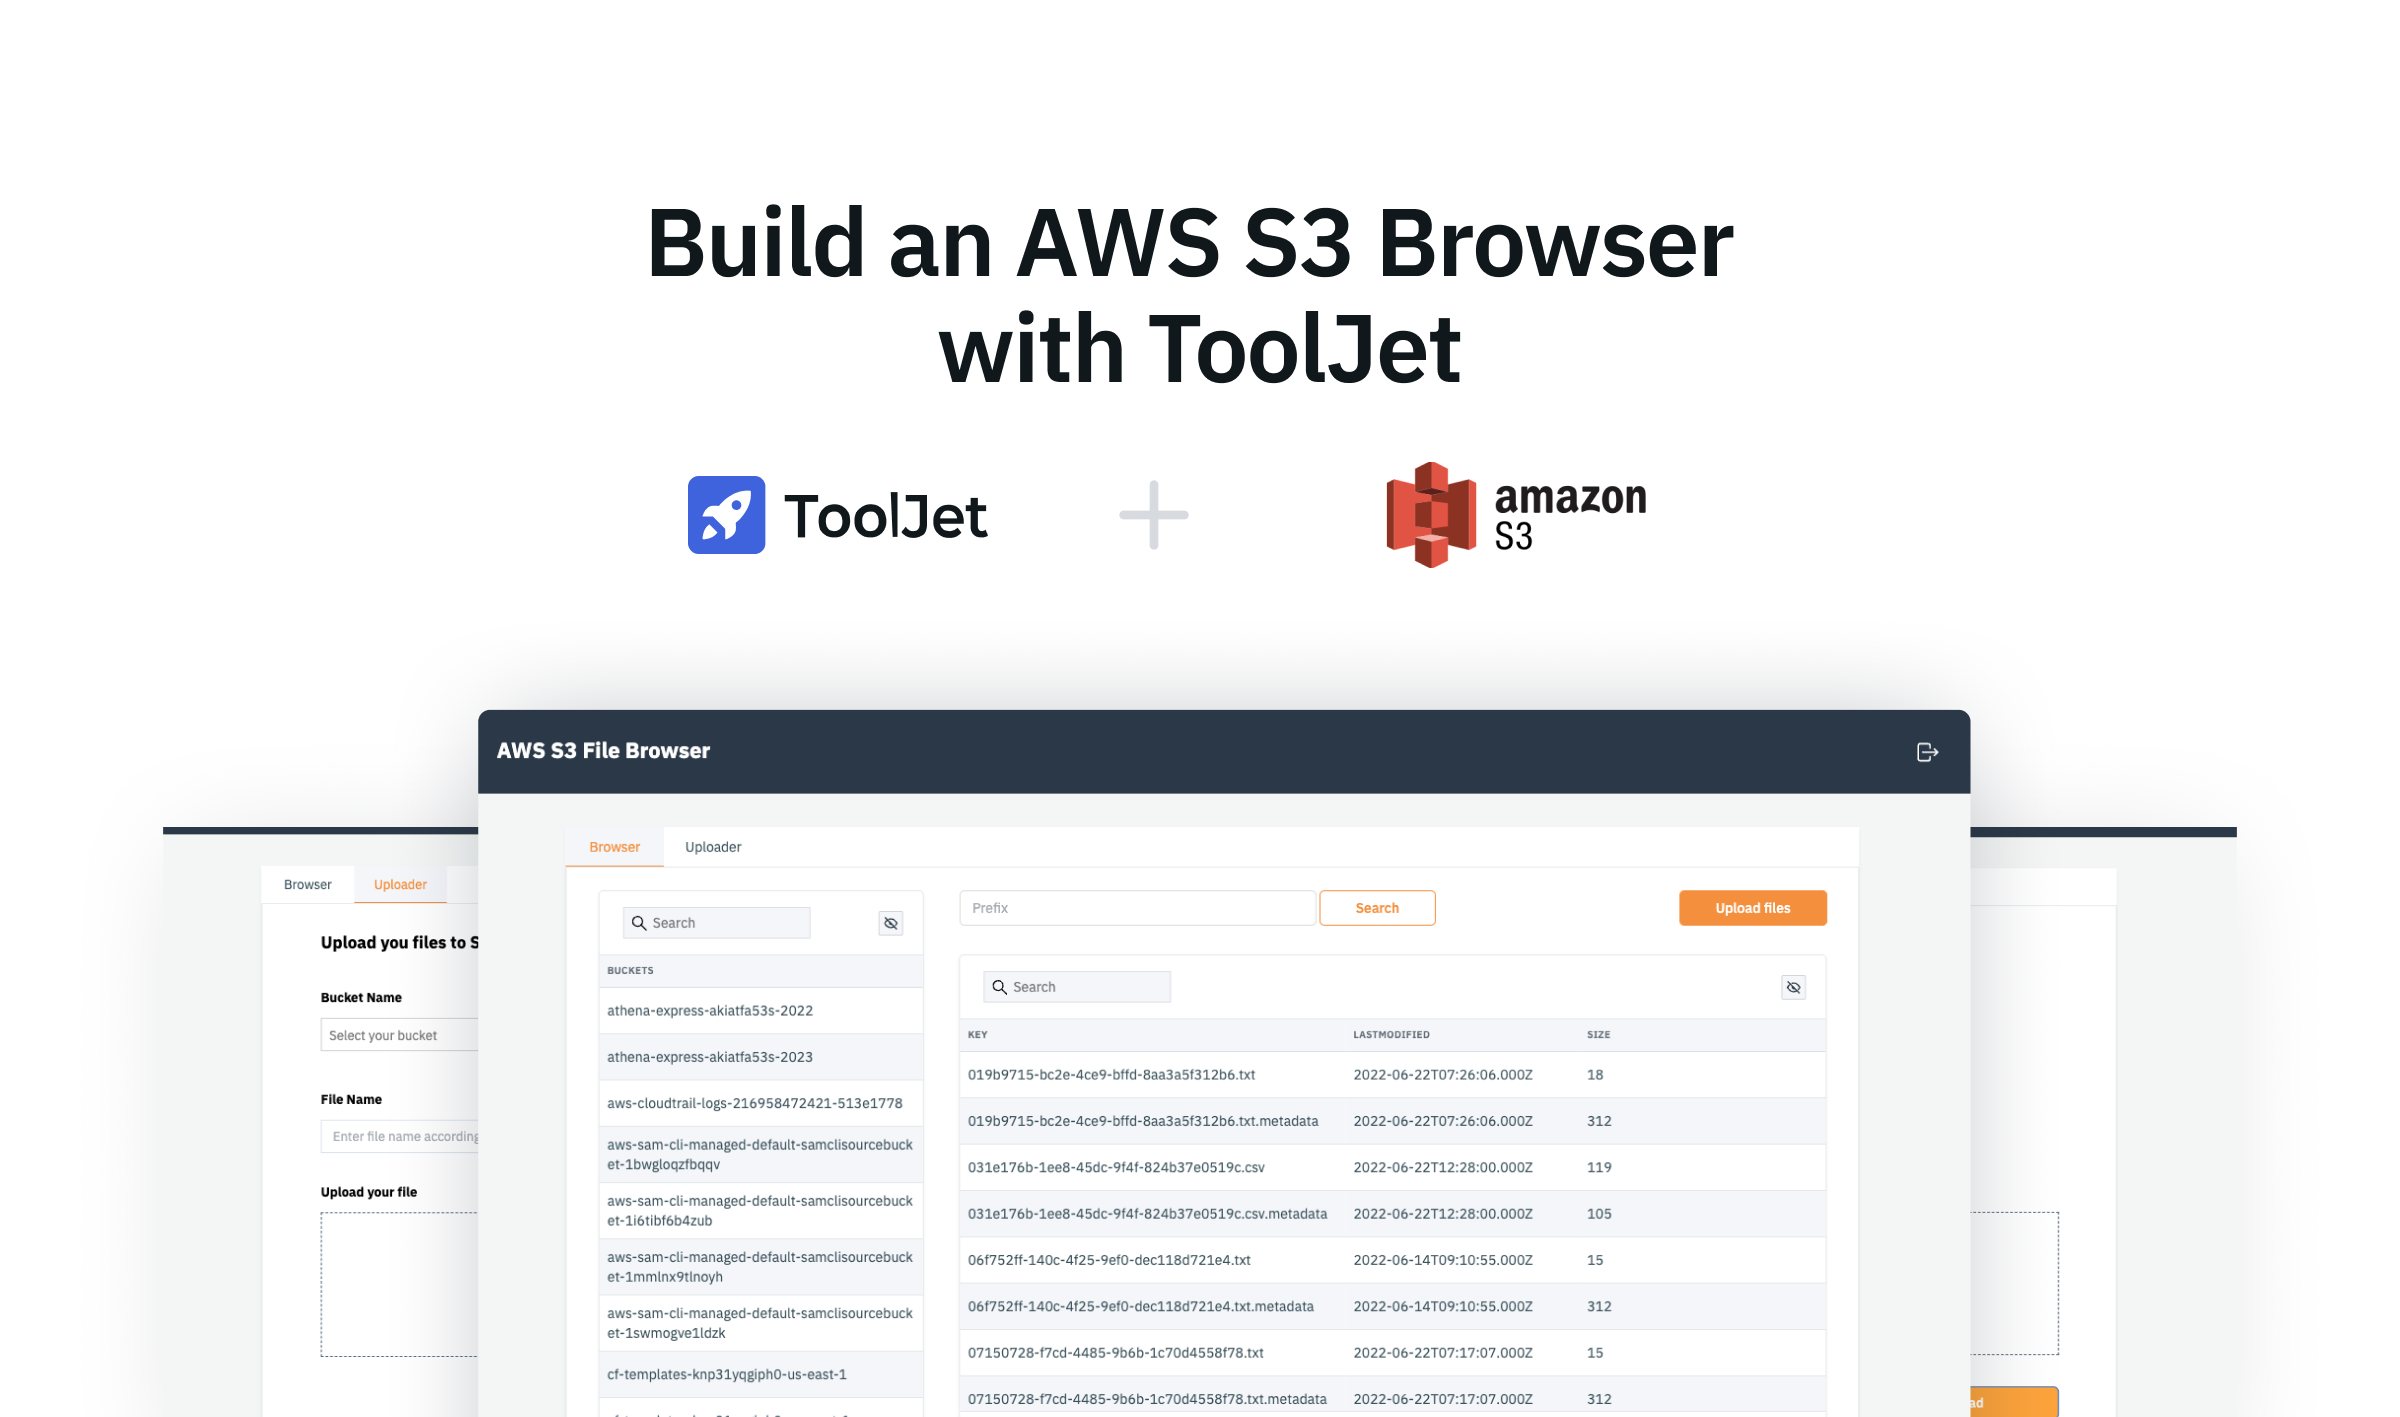 Build an AWS S3 Browser
with ToolJet
ToolJet
amazon
S3
AWS S3 File Browser
Browser
Uploader
Search
BUCKETS
athena-express-akiatfa53s-2022
athena-express-akiatfa53s-2023
aws-cloudtrail-logs-216958472421-513e1778
aws-sam-cli-managed-default-samclisourcebuck
et-1bwgloqzfbqqv
aws-sam-cli-managed-default-samclisourcebuck
et-1i6tibf6b4zub
aws-sam-cli-managed-default-samclisourcebuck
et-1mmlnx9tlnoyh
aws-sam-cli-managed-default-samclisourcebuck
et-1swmogve1ldzk
cf-templates-knp31yqgiph0-us-east-1
Prefix
Search
Upload files
Search
KEY LASTMODIFIED SIZE
019b9715-bc2e-4ce9-bffd-8aa3a5f312b6.txt 2022-06-22T07:26:06.000Z 18
019b9715-bc2e-4ce9-bffd-8aa3a5f312b6.txt.metadata 2022-06-22T07:26:06.000Z 312
031e176b-1ee8-45dc-9f4f-824b37e0519c.csv 2022-06-22T12:28:00.000Z 119
031e176b-1ee8-45dc-9f4f-824b37e0519c.csv.metadata 2022-06-22T12:28:00.000Z 105
06f752ff-140c-4f25-9ef0-dec118d721e4.txt 2022-06-14T09:10:55.000Z 15
06f752ff-140c-4f25-9ef0-dec118d721e4.txt.metadata 2022-06-14T09:10:55.000Z 312
07150728-f7cd-4485-9b6b-1c70d4558f78.txt 2022-06-22T07:17:07.000Z 15
07150728-f7cd-4485-9b6b-1c70d4558f78.txt.metadata 2022-06-22T07:17:07.000Z 312
Browser
Uploader
Upload you files to S
Bucket Name
Select your bucket
File Name
Enter file name according
Upload your file
ad